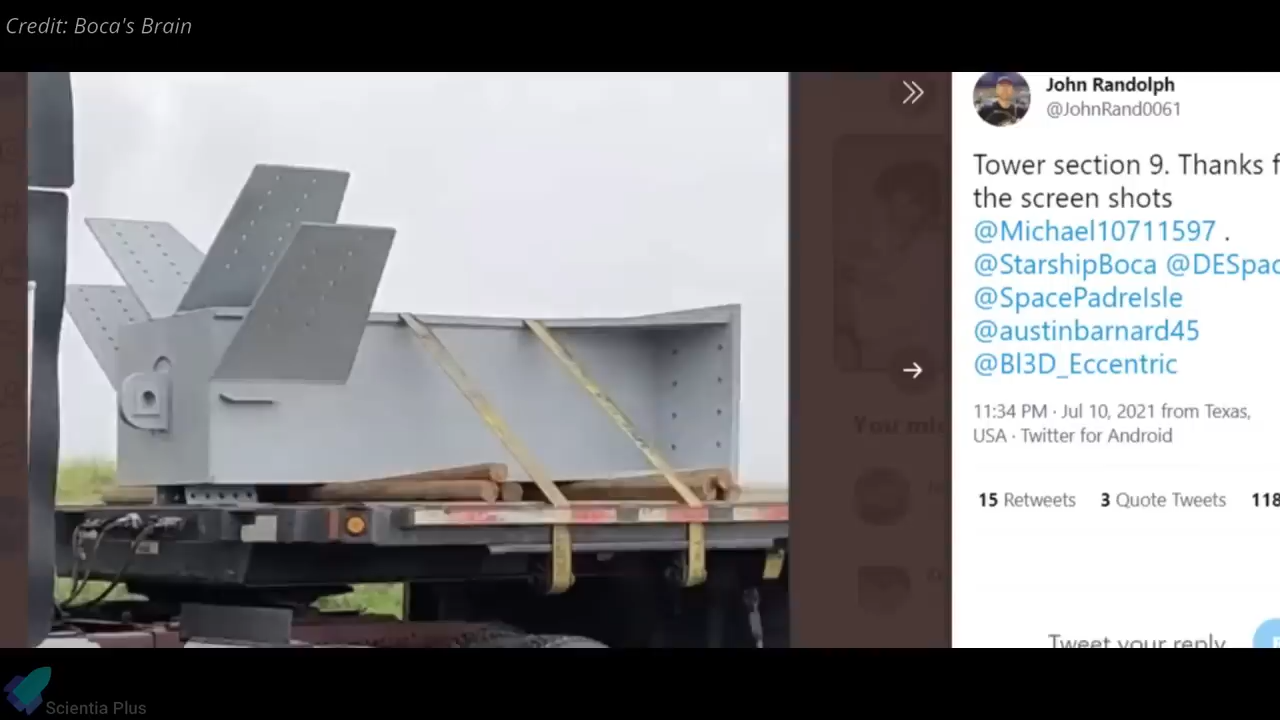 Credit: Boca's Brain
John Randolph
@JohnRand0061
Tower section 9. Thanks f
the screen shots
@Michael10711597 .
@StarshipBoca @DESpac
@SpacePadreIsle
@austinbarnard45
@Bl3D_Eccentric
11:34 PM · Jul 10, 2021 from Texas,
USA · Twitter for Android
15 Retweets 3 Quote Tweets 118
Tweet your reply
Scientia Plus